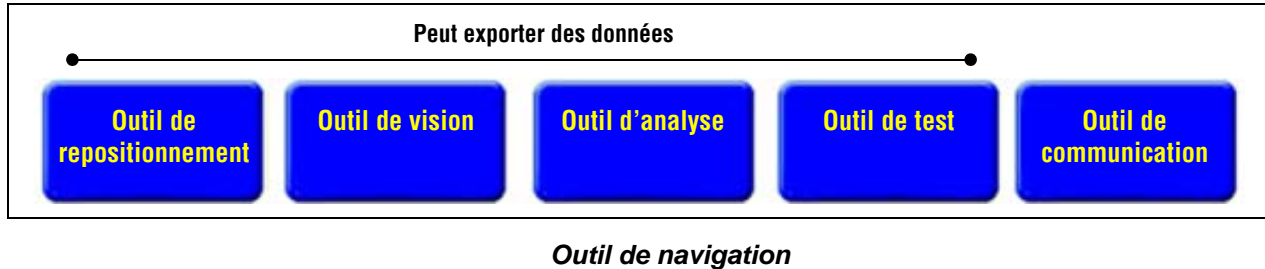 Peut exporter des données
Outil de
repositionnement
Outil de vision
Outil d’analyse
Outil de test
Outil de
communication
Outil de navigation